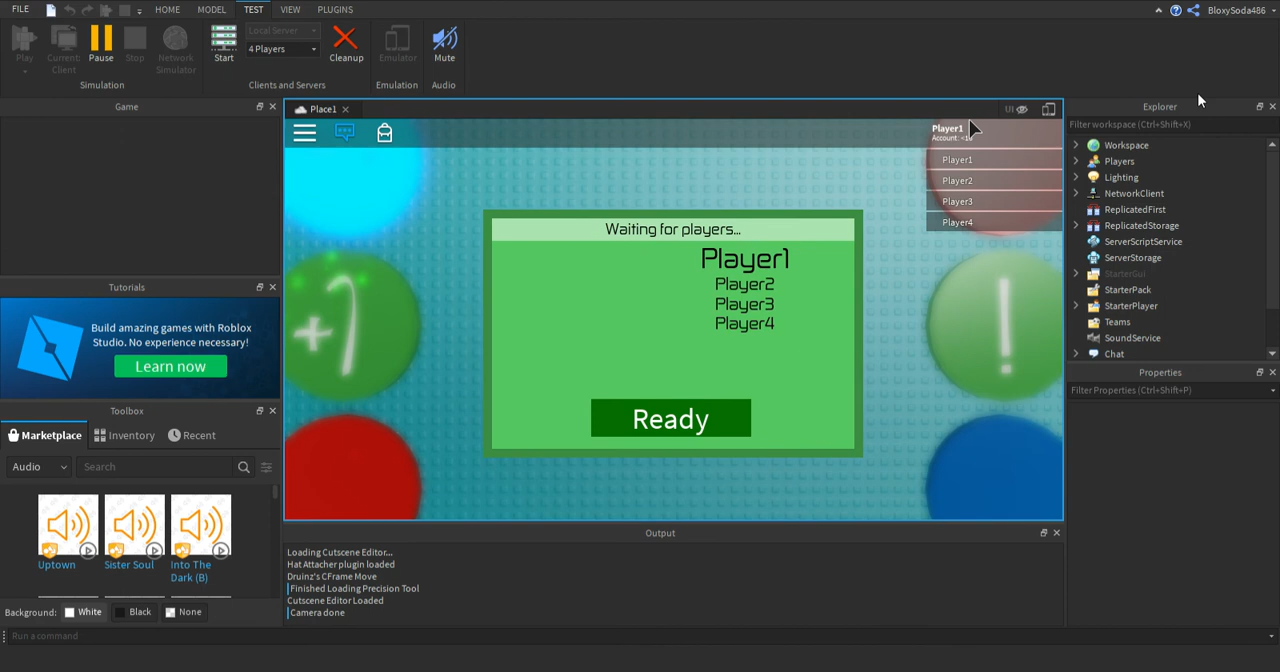 FILE
HOME
MODEL
TEST
VIEW
PLUGINS
BloxySoda486
Play
Current:
Client
Pause
Stop
Network
Simulator
Start
Local Server
4 Players
Cleanup
Emulator
Mute
Simulation
Clients and Servers
Emulation
Audio
Game
Place1
UI
Player1
Player1
Player2
Player3
Player4
Waiting for players...
Player1
Player2
Player3
Player4
Ready
+1
!
Tutorials
Build amazing games with Roblox
Studio. No experience necessary!
Learn now
Toolbox
Marketplace
Inventory
Recent
Audio
Search
Uptown
Sister Soul
Into The
Dark (B)
Background:
White
Black
None
Output
Loading Cutscene Editor...
Hat Attacher plugin loaded
Druinz's CFrame Move
Finished Loading Precision Tool
Cutscene Editor Loaded
Camera done
Run a command
Explorer
Filter workspace (Ctrl+Shift+X)
Workspace
Players
Lighting
NetworkClient
ReplicatedFirst
ReplicatedStorage
ServerScriptService
ServerStorage
StarterGui
StarterPack
StarterPlayer
Teams
SoundService
Chat
Properties
Filter Properties (Ctrl+Shift+P)